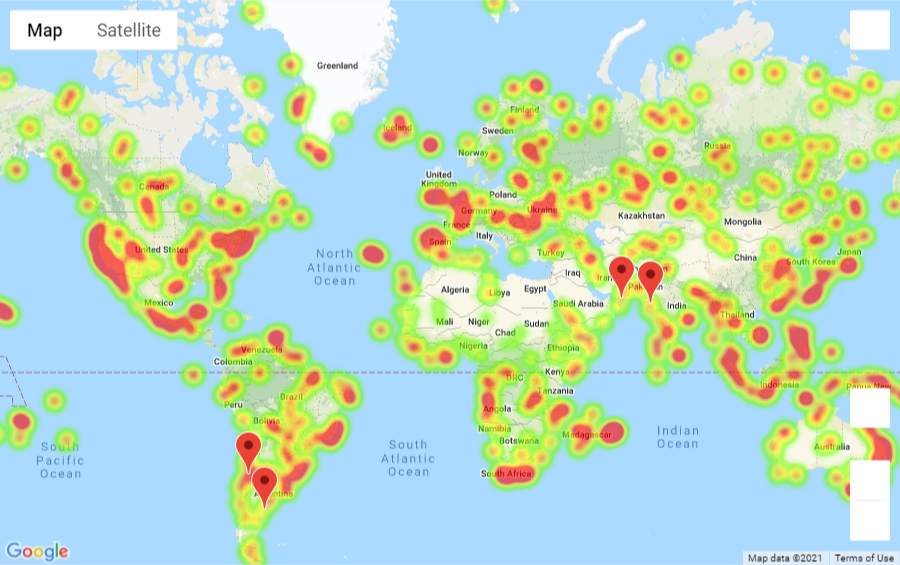 Map Satellite
Greenland
Iceland
Finland
Sweden
Norway
Russia
United
Kingdom
Poland
Canada
Germany
Ukraine
France
Kazakhstan
Mongolia
Italy
Spain
Turkey
United States
North
Atlantic
Ocean
China
Japan
South Korea
Iraq
Iran
Algeria
Libya
Egypt
Saudi Arabia
India
Mexico
Mali
Niger
Sudan
Chad
Thailand
Nigeria
Ethiopia
Venezuela
Colombia
Kenya
DRC
Indonesia
Papua New
Peru
Brazil
Tanzania
Angola
Bolivia
Namibia
Madagascar
Botswana
Indian
Ocean
Australia
South
Pacific
Ocean
South
Atlantic
Ocean
South Africa
Google
Map data ©2021 Terms of Use